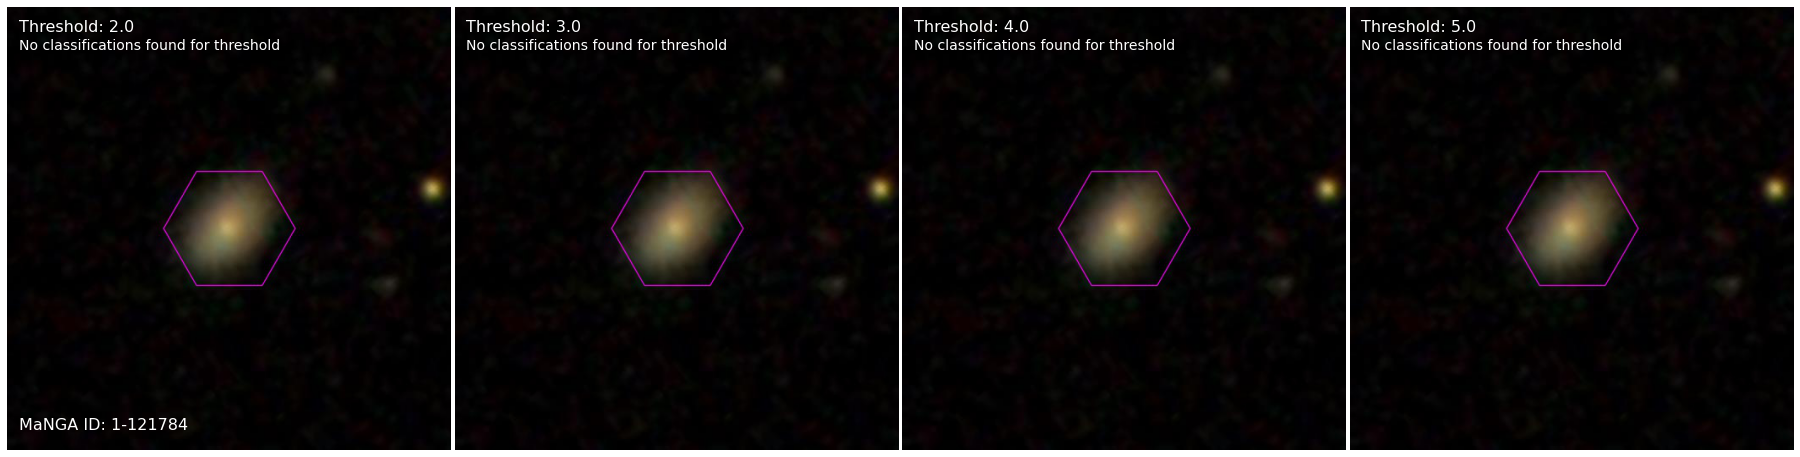 Threshold: 2.0
No classifications found for threshold
MaNGA ID: 1-121784
Threshold: 3.0
No classifications found for threshold
Threshold: 4.0
No classifications found for threshold
Threshold: 5.0
No classifications found for threshold